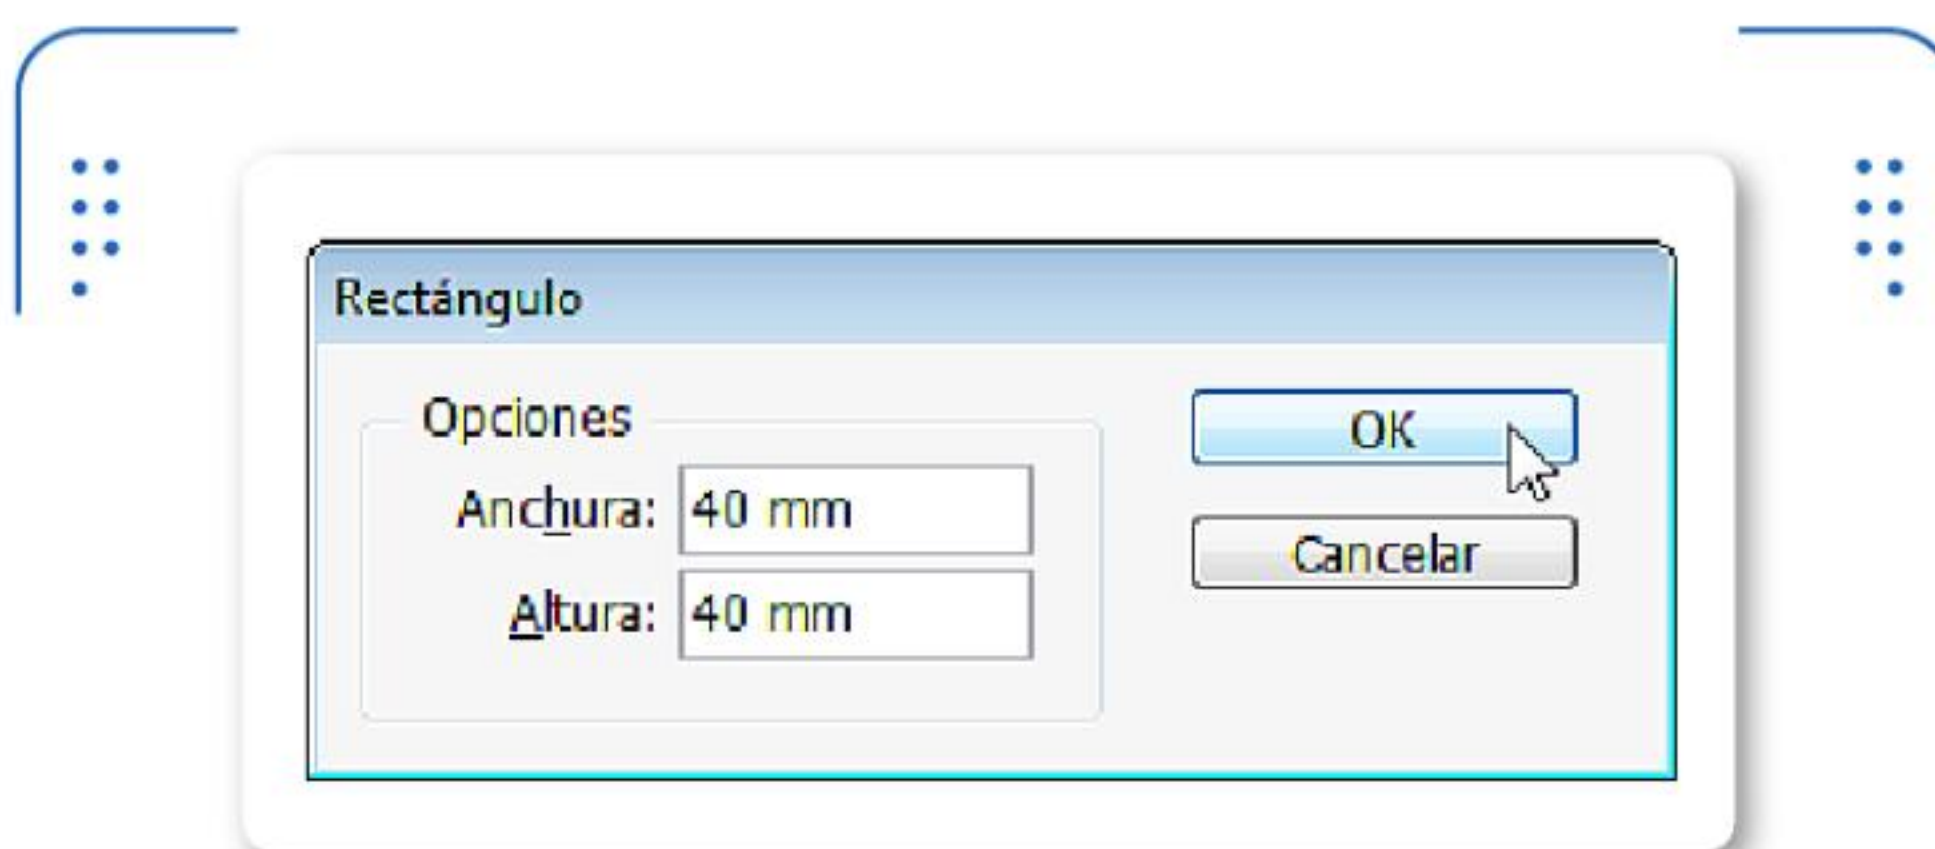 Rectángulo
Opciones
OK
Anchura: 40 mm
Cancelar
Altura: 40 mm